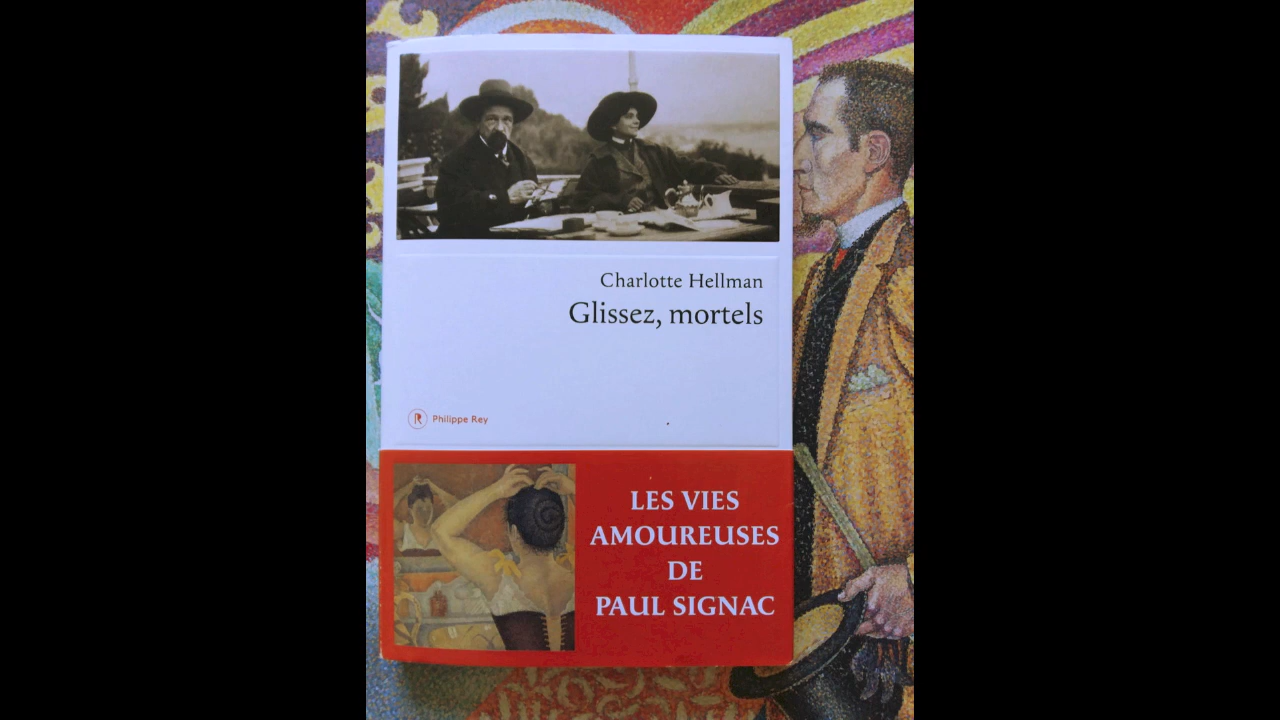 Charlotte Hellman
Glissez, mortels
Philippe Rey
LES VIES
AMOUREUSES
DE
PAUL SIGNAC